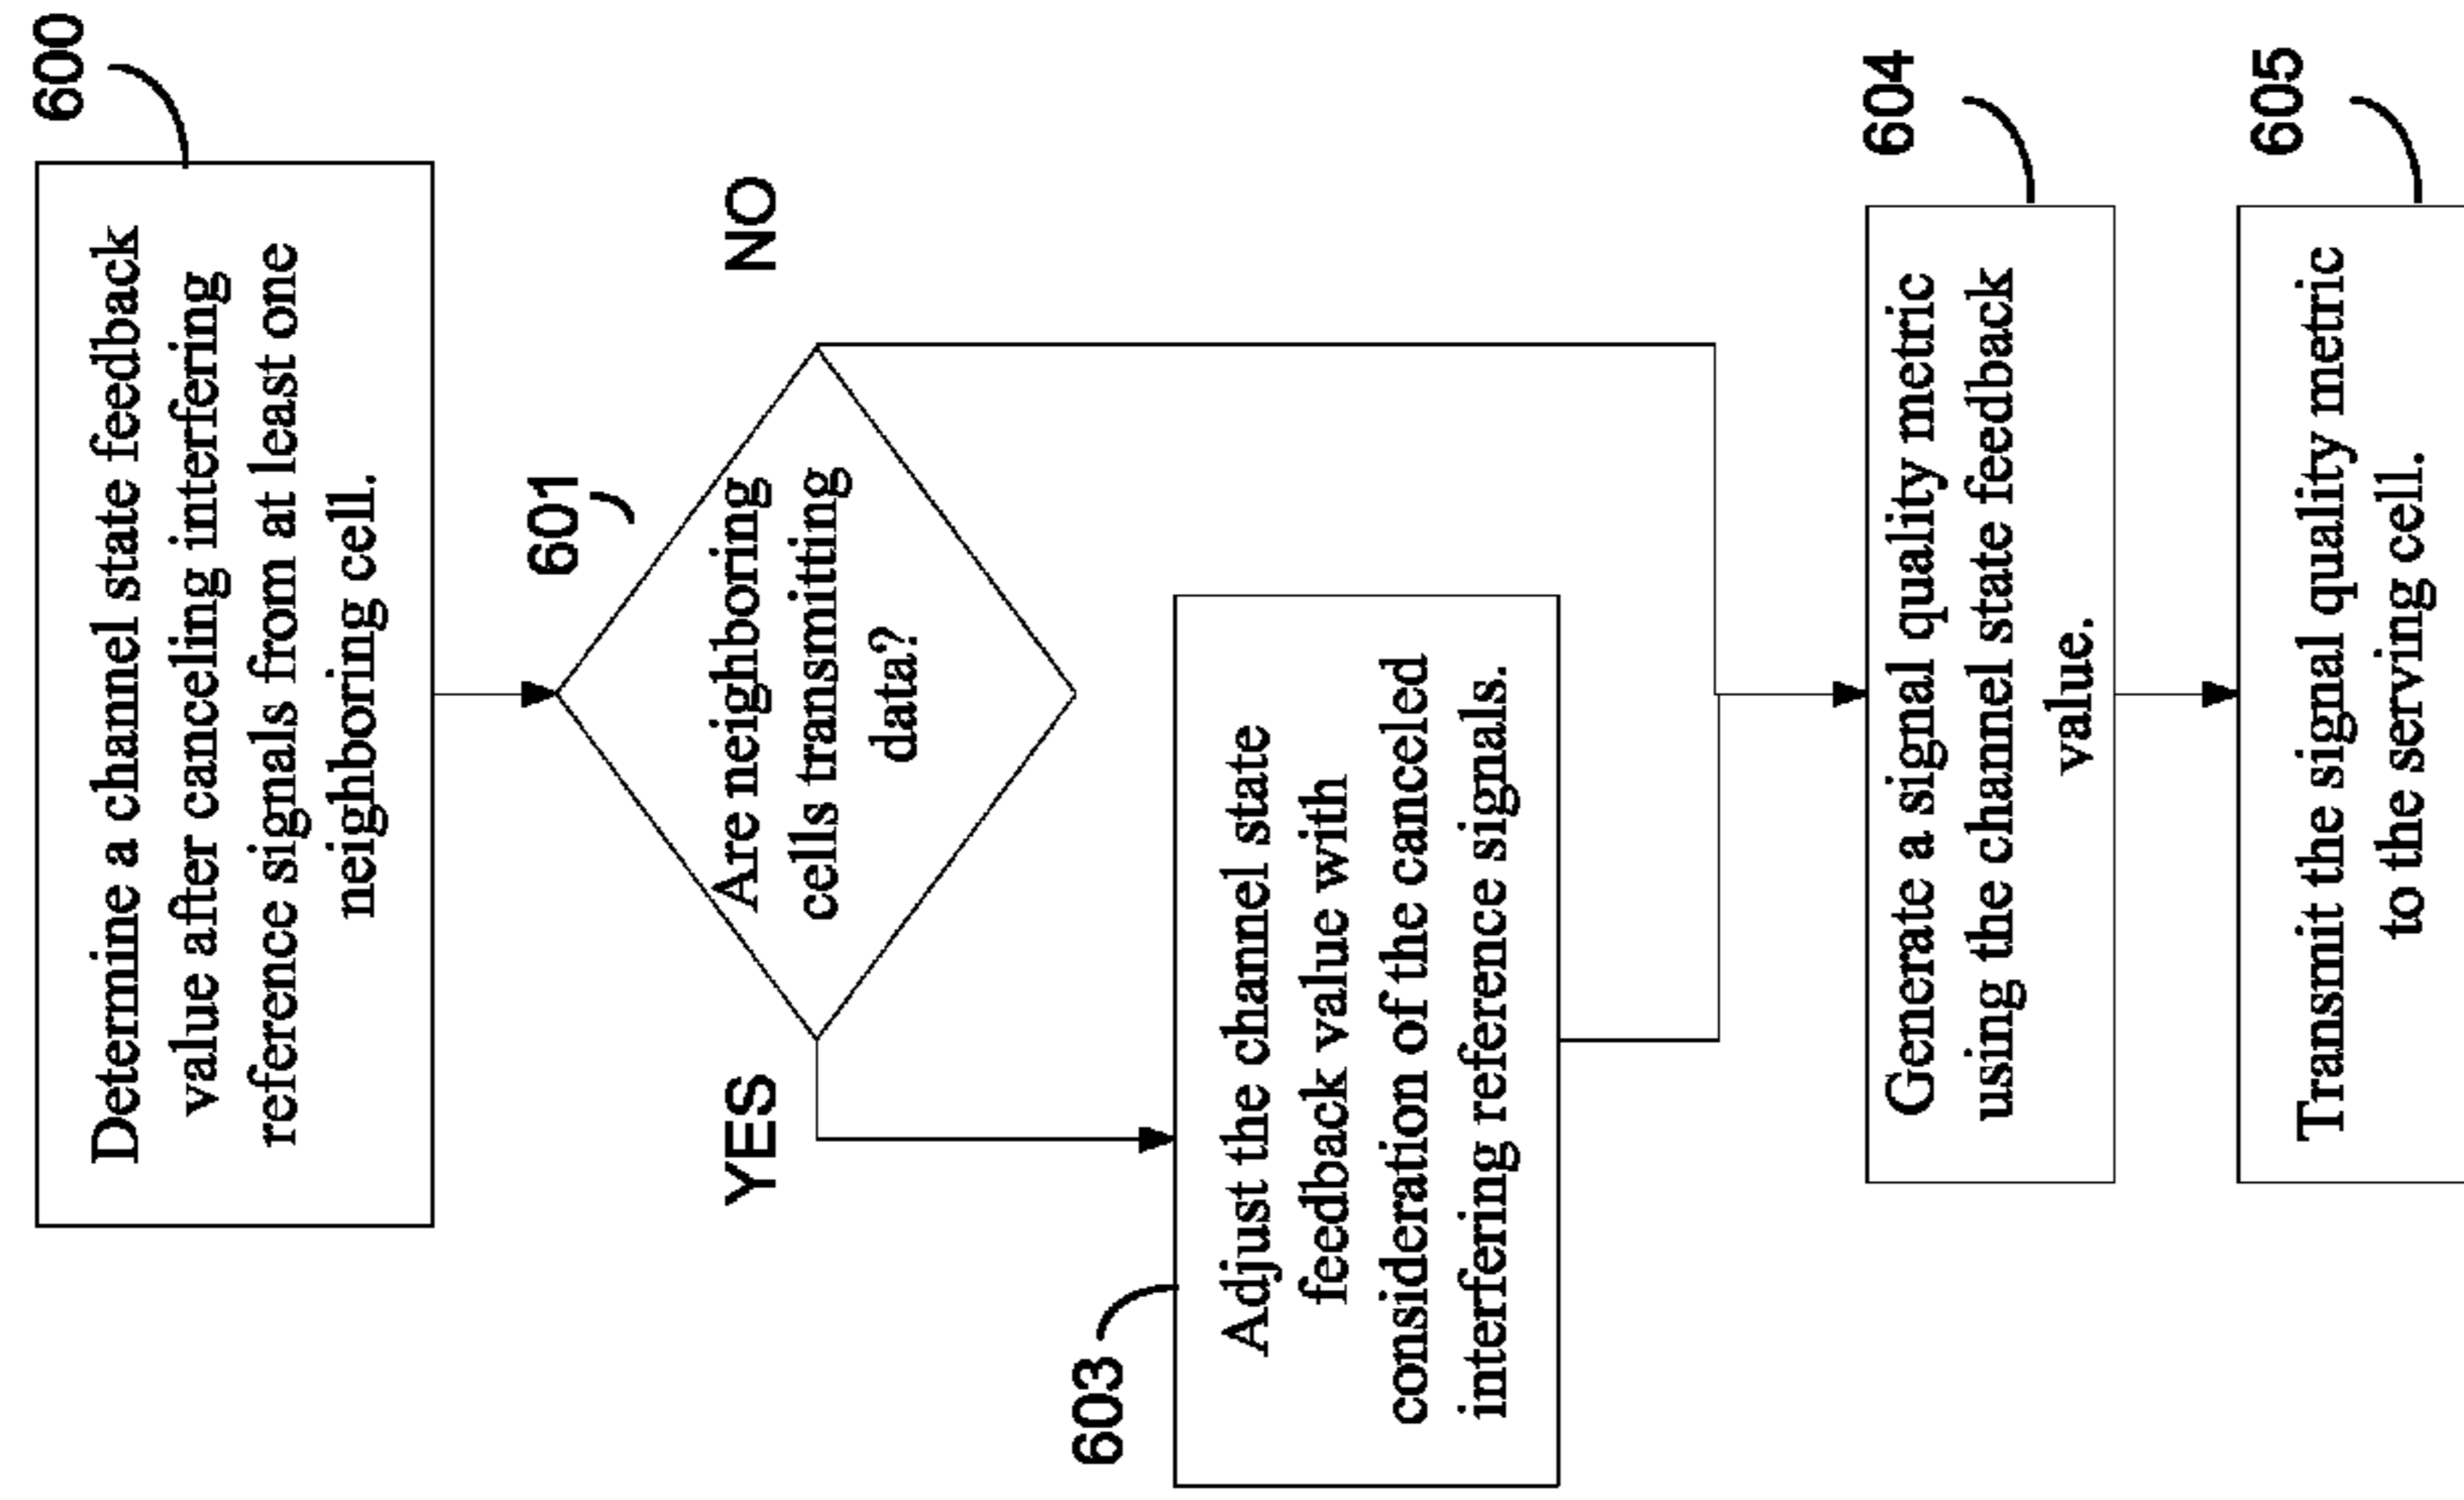 600
Determine a channel state feedback
value after canceling interfering
reference signals from at least one
neighboring cell.
601
YES
NO
Are neighboring
cells transmitting
data?
603
Adjust the channel state
feedback value with
consideration of the canceled
interfering reference signals.
604
Generate a signal quality metric
using the channel state feedback
value.
605
Transmit the signal quality metric
to the serving cell.